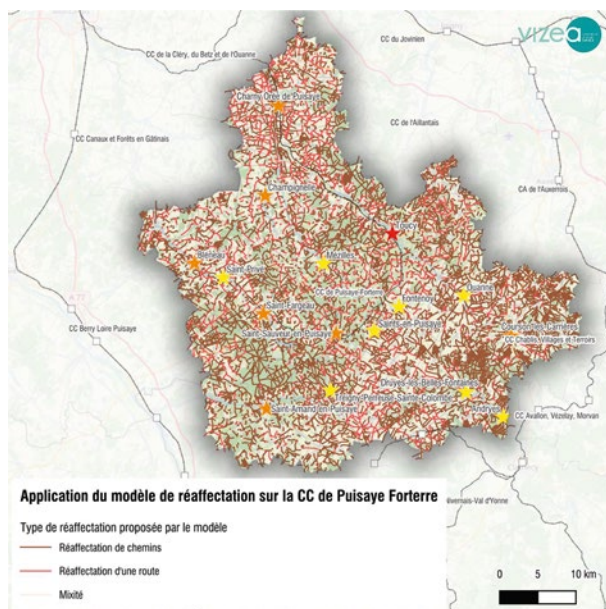 vizea
CC de la Cléry, du Betz et de l'Ouanne
CC du Jovinien
Charny Orée de Puisaye
CC de l'Aillantais
CC Canaux et Forêts en Gâtinais
CA de l'Auxerrois
Champignelle
Toucy
Bléneau
Mézilles
Saint-Privé
A 77
CC de Puisaye-Forterre
Ouanne
Fontenoy
Saint-Fargeau
CC Berry Loire Puisaye
Saints-en-Puisaye
Courson-les-Carrières
Saint-Sauveur-en-Puisaye
CC Chablis Villages et Terroirs
Druyes-les-Belles-Fontaines
Treigny-Perreuse-Sainte-Colombe
Saint-Amand-en-Puisaye
Andryes
CC Avallon, Vézelay, Morvan
Nivernais-Val d'Yonne
Application du modèle de réaffectation sur la CC de Puisaye Forterre
Type de réaffectation proposée par le modèle
Réaffectation de chemins
Réaffectation d'une route
Mixité
0 5 10 km